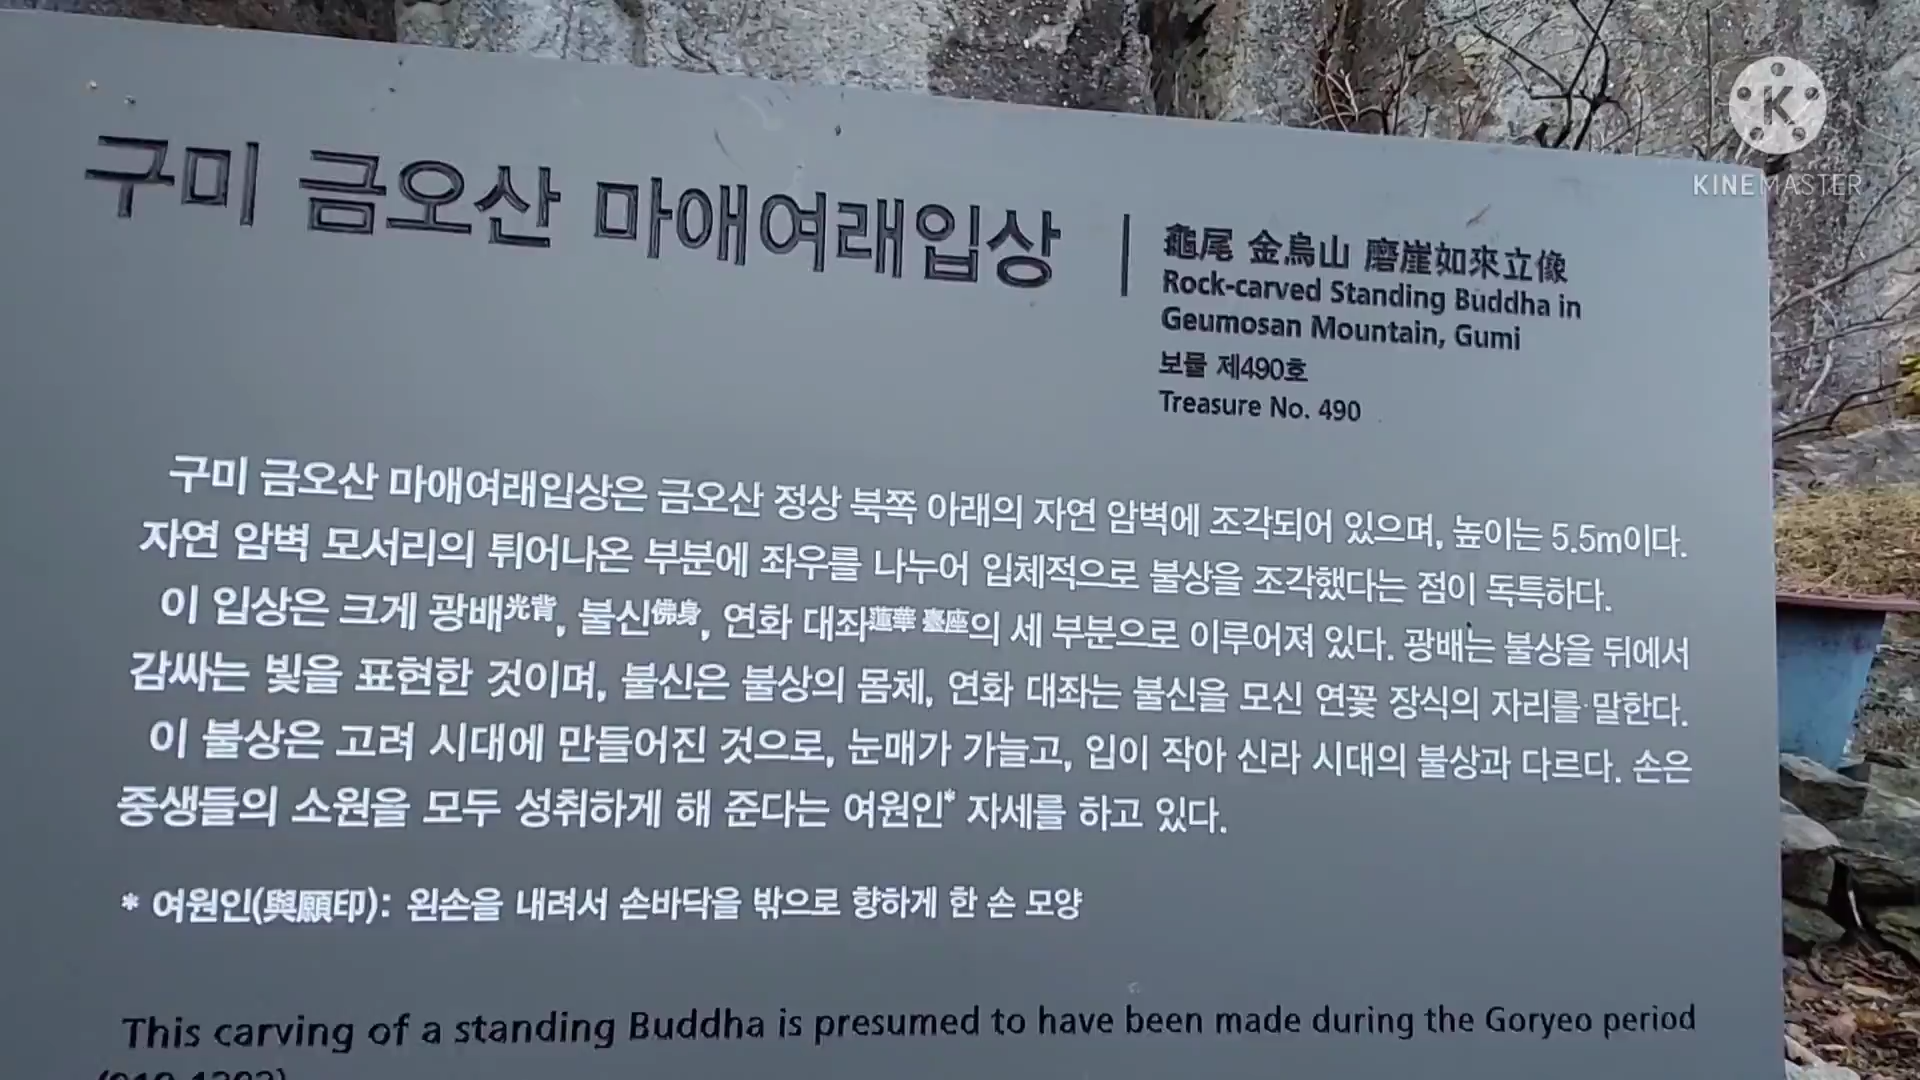 구미 금오산 마애여래입상
龜尾 金烏山 磨崖如來立像
Rock-carved Standing Buddha in
Geumosan Mountain, Gumi
보물 제490호
Treasure No. 490
구미 금오산 마애여래입상은 금오산 정상 북쪽 아래의 자연 암벽에 조각되어 있으며, 높이는 5.5m이다.
자연 암벽 모서리의 튀어나온 부분에 좌우를 나누어 입체적으로 불상을 조각했다는 점이 독특하다.
이 입상은 크게 광배光背, 불신佛身, 연화 대좌蓮華 臺座의 세 부분으로 이루어져 있다. 광배는 불상을 뒤에서
감싸는 빛을 표현한 것이며, 불신은 불상의 몸체, 연화 대좌는 불신을 모신 연꽃 장식의 자리를 말한다.
이 불상은 고려 시대에 만들어진 것으로, 눈매가 가늘고, 입이 작아 신라 시대의 불상과 다르다. 손은
중생들의 소원을 모두 성취하게 해 준다는 여원인* 자세를 하고 있다.
* 여원인(與願印): 왼손을 내려서 손바닥을 밖으로 향하게 한 손 모양
This carving of a standing Buddha is presumed to have been made during the Goryeo period
K
KINEMASTER